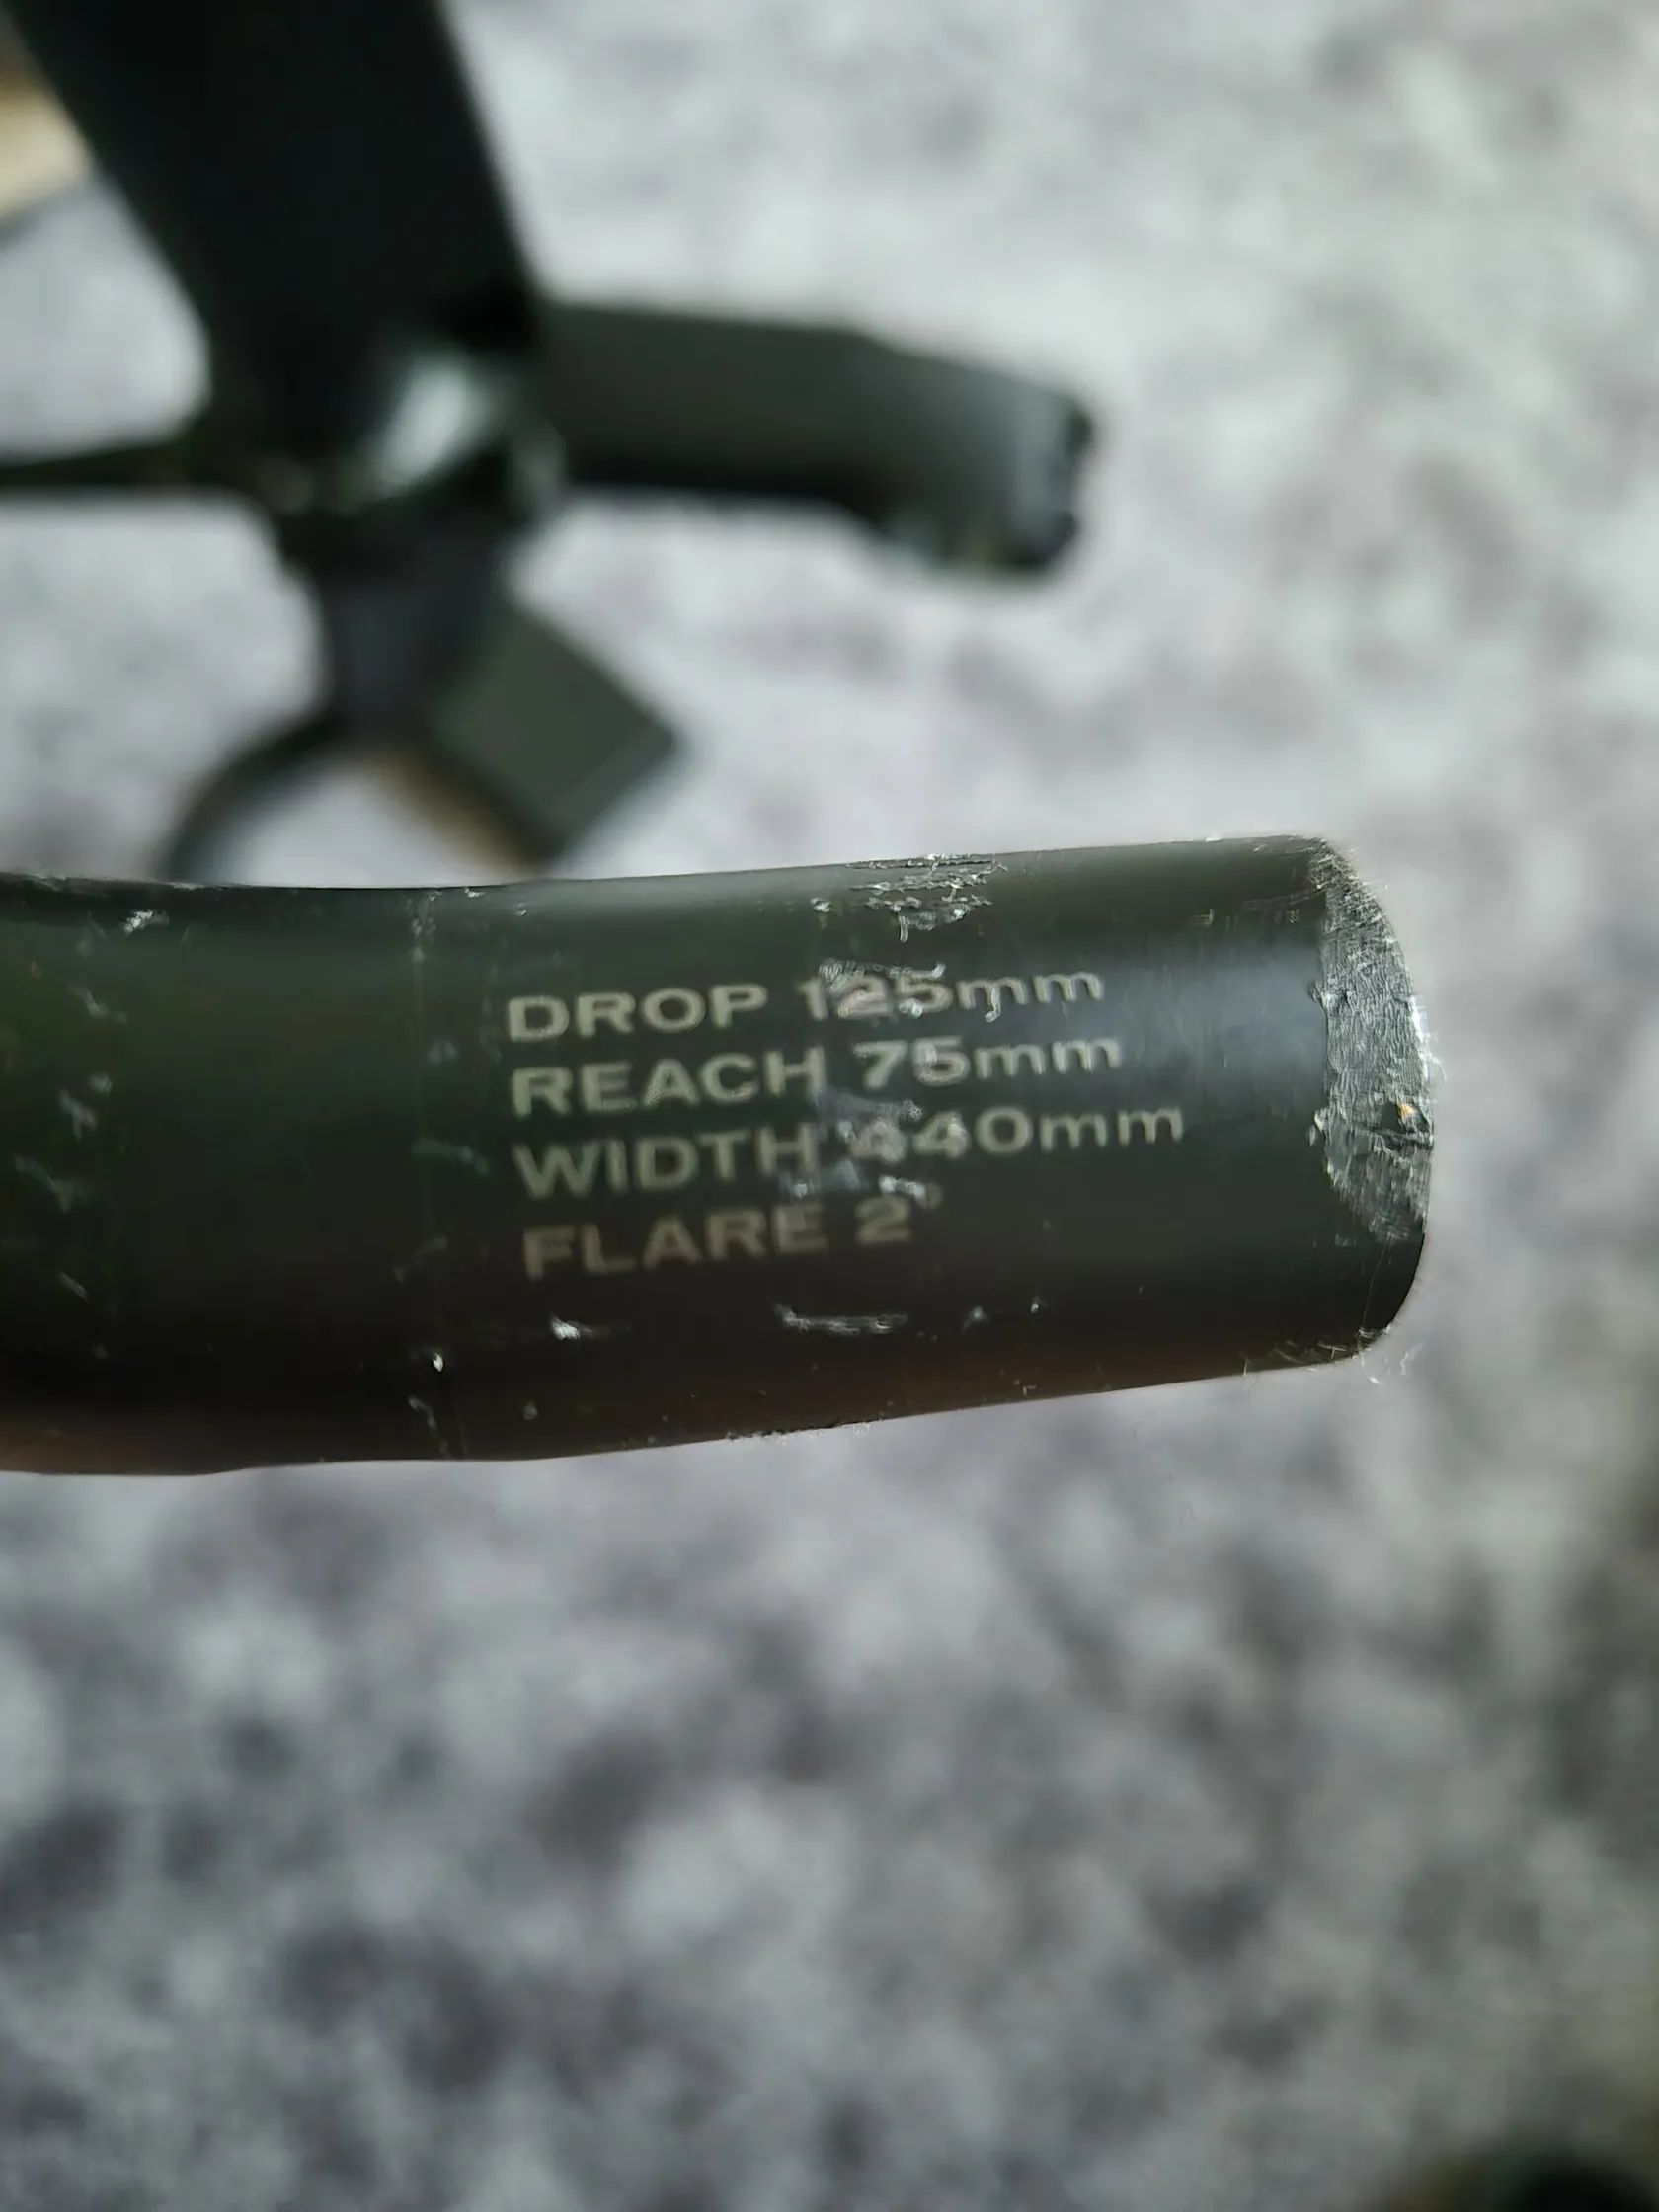 DROP 125mm
REACH 75mm
WIDTH 440mm
FLARE 2°